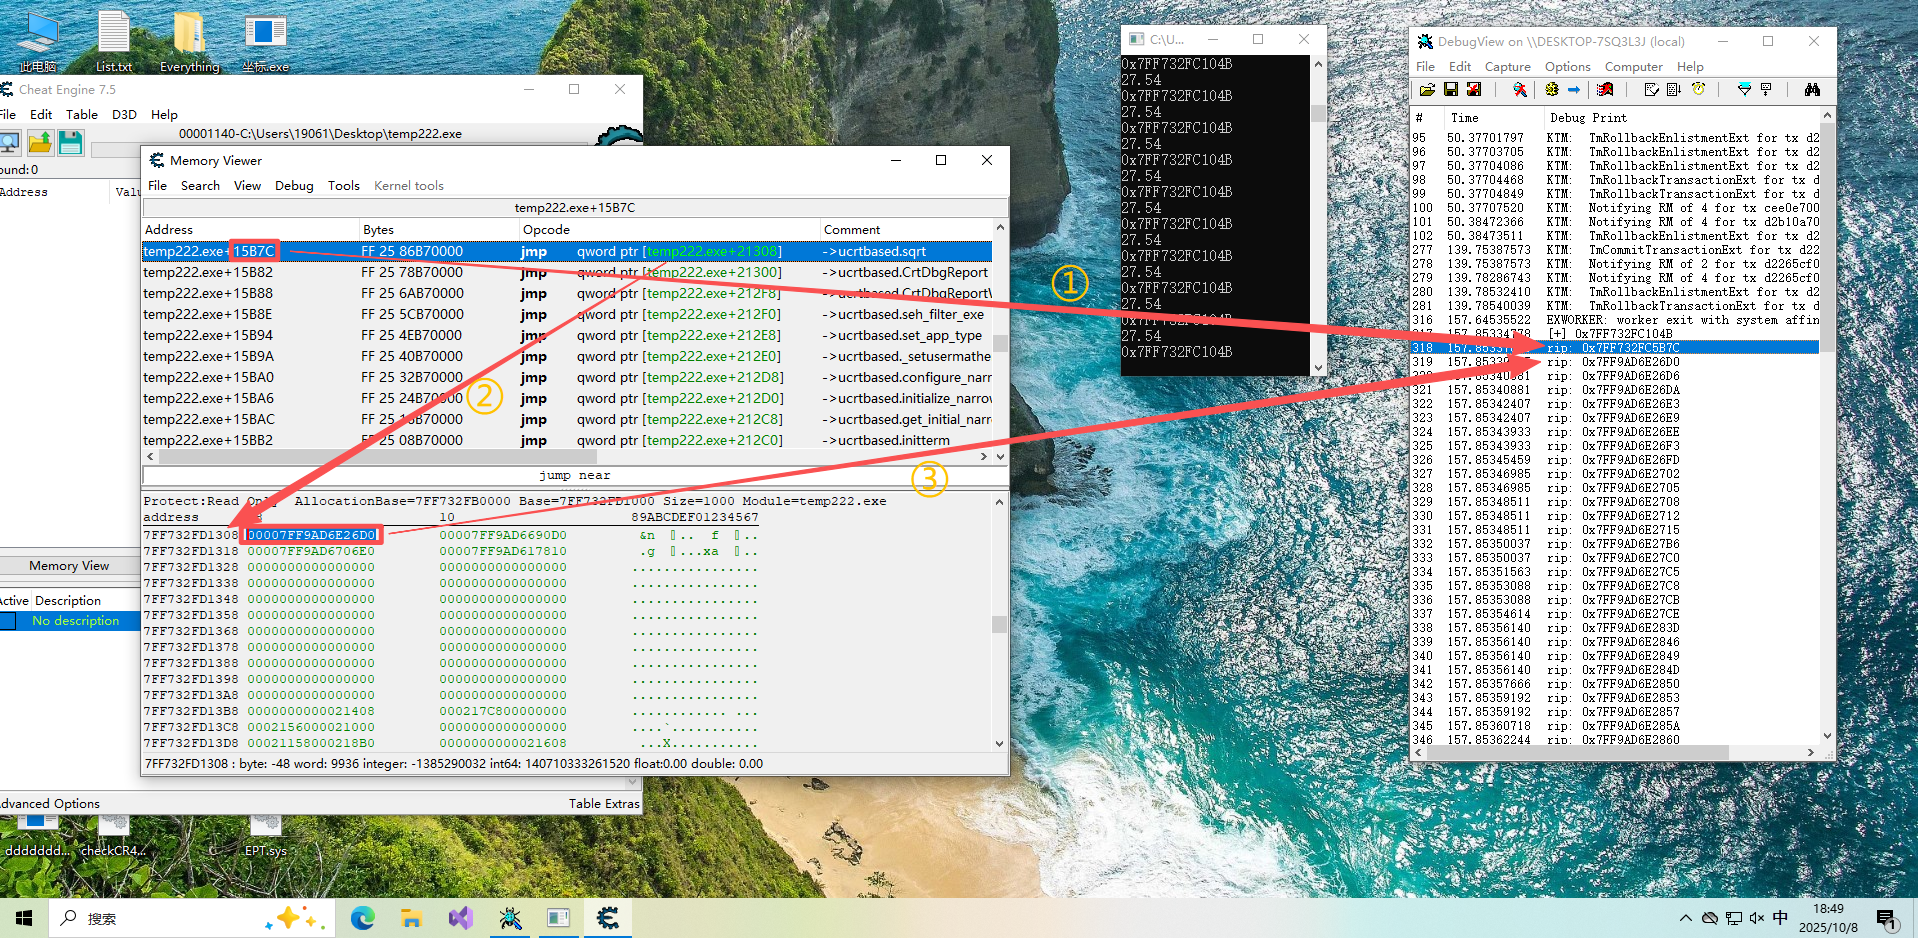 此电脑
List.txt
Everything
坐标.exe
Cheat Engine 7.5
File Edit Table D3D Help
00001140-C:\Users\19061\Desktop\temp222.exe
ound:0
Address Valu
Memory View
Active Description
No description
dvanced Options
Table Extras
Memory Viewer
File Search View Debug Tools Kernel tools
temp222.exe+15B7C
Address Bytes Opcode Comment
temp222.exe+15B7C FF 25 86B70000 jmp qword ptr [temp222.exe+21308] ->ucrtbased.sqrt
temp222.exe+15B82 FF 25 78B70000 jmp qword ptr [temp222.exe+21300] ->ucrtbased.CrtDbgReport
temp222.exe+15B88 FF 25 6AB70000 jmp qword ptr [temp222.exe+212F8] ->ucrtbased.CrtDbgReport
temp222.exe+15B8E FF 25 5CB70000 jmp qword ptr [temp222.exe+212F0] ->ucrtbased.seh_filter_exe
temp222.exe+15B94 FF 25 4EB70000 jmp qword ptr [temp222.exe+212E8] ->ucrtbased.set_app_type
temp222.exe+15B9A FF 25 40B70000 jmp qword ptr [temp222.exe+212E0] ->ucrtbased._setusermathe
temp222.exe+15BA0 FF 25 32B70000 jmp qword ptr [temp222.exe+212D8] ->ucrtbased.configure_narr
temp222.exe+15BA6 FF 25 24B70000 jmp qword ptr [temp222.exe+212D0] ->ucrtbased.initialize_narrow
temp222.exe+15BAC FF 25 B70000 jmp qword ptr [temp222.exe+212C8] ->ucrtbased.get_initial_narr
temp222.exe+15BB2 FF 25 08B70000 jmp qword ptr [temp222.exe+212C0] ->ucrtbased.initterm
jump near
Protect:Read Only AllocationBase=7FF732FB0000 Base=7FF732FD1000 Size=1000 Module=temp222.exe
address 10 89ABCDEF01234567
7FF732FD1308 00007FF9AD6E26D0 00007FF9AD6690D0 &n .. f ..
7FF732FD1318 00007FF9AD6706E0 00007FF9AD617810 .g ...xa ..
7FF732FD1328 0000000000000000 0000000000000000 ................
7FF732FD1338 0000000000000000 0000000000000000 ................
7FF732FD1348 0000000000000000 0000000000000000 ................
7FF732FD1358 0000000000000000 0000000000000000 ................
7FF732FD1368 0000000000000000 0000000000000000 ................
7FF732FD1378 0000000000000000 0000000000000000 ................
7FF732FD1388 0000000000000000 0000000000000000 ................
7FF732FD1398 0000000000000000 0000000000000000 ................
7FF732FD13A8 0000000000000000 0000000000000000 ................
7FF732FD13B8 0000000000021408 000217C800000000 ............ ...
7FF732FD13C8 0002156000021000 0000000000000000 ....`...........
7FF732FD13D8 00021158000218B0 0000000000021608 ...X...........
7FF732FD1308 : byte: -48 word: 9936 integer: -1385290032 int64: 140710333261520 float:0.00 double: 0.00
①
②
③
C:\U...
0x7FF732FC104B
27.54
0x7FF732FC104B
27.54
0x7FF732FC104B
27.54
0x7FF732FC104B
27.54
0x7FF732FC104B
27.54
0x7FF732FC104B
27.54
0x7FF732FC104B
27.54
0x7FF732FC104B
27.54
0x7FF732FC104B
27.54
0x7FF732FC104B
DebugView on \\DESKTOP-7SQ3L3J (local)
File Edit Capture Options Computer Help
# Time Debug Print
95 50.37701797 KTM: TmRollbackEnlistmentExt for tx d2
96 50.37703705 KTM: TmRollbackEnlistmentExt for tx d2
97 50.37704086 KTM: TmRollbackEnlistmentExt for tx d2
98 50.37704468 KTM: TmRollbackTransactionExt for tx d
99 50.37704849 KTM: TmRollbackTransactionExt for tx d
100 50.37707520 KTM: Notifying RM of 4 for tx cee0e700
101 50.38472366 KTM: Notifying RM of 4 for tx d2b10a70
102 50.38473511 KTM: TmRollbackEnlistmentExt for tx d2
277 139.75387573 KTM: TmCommitTransactionExt for tx d22
278 139.75387573 KTM: Notifying RM of 2 for tx d2265cf0
279 139.78286743 KTM: Notifying RM of 4 for tx d2265cf0
280 139.78532410 KTM: TmRollbackEnlistmentExt for tx d2
281 139.78540039 KTM: TmRollbackTransactionExt for tx d
316 157.64535522 EXWORKER: worker exit with system affin
317 157.85334778 [+] 0x7FF732FC104B
318 rip: 0x7FF732FC5B7C
319 rip: 0x7FF9AD6E26D0
157.85340881 rip: 0x7FF9AD6E26D6
321 157.85340881 rip: 0x7FF9AD6E26DA
322 157.85342407 rip: 0x7FF9AD6E26E3
323 157.85342407 rip: 0x7FF9AD6E26E9
324 157.85343933 rip: 0x7FF9AD6E26EE
325 157.85343933 rip: 0x7FF9AD6E26F3
326 157.85345459 rip: 0x7FF9AD6E26FD
327 157.85346985 rip: 0x7FF9AD6E2702
328 157.85346985 rip: 0x7FF9AD6E2705
329 157.85348511 rip: 0x7FF9AD6E2708
330 157.85348511 rip: 0x7FF9AD6E2712
331 157.85348511 rip: 0x7FF9AD6E2715
332 157.85350037 rip: 0x7FF9AD6E27B6
333 157.85350037 rip: 0x7FF9AD6E27C0
334 157.85351563 rip: 0x7FF9AD6E27C5
335 157.85353088 rip: 0x7FF9AD6E27C8
336 157.85353088 rip: 0x7FF9AD6E27CB
337 157.85354614 rip: 0x7FF9AD6E27CE
338 157.85356140 rip: 0x7FF9AD6E283D
339 157.85356140 rip: 0x7FF9AD6E2846
340 157.85356140 rip: 0x7FF9AD6E2849
341 157.85356140 rip: 0x7FF9AD6E284D
342 157.85357666 rip: 0x7FF9AD6E2850
343 157.85359192 rip: 0x7FF9AD6E2853
344 157.85359192 rip: 0x7FF9AD6E2857
345 157.85360718 rip: 0x7FF9AD6E285A
346 157.85362244 rip: 0x7FF9AD6E2860
ddddddd...
checkCR4...
EPT.sys
搜索
中
18:49
2025/10/8
1